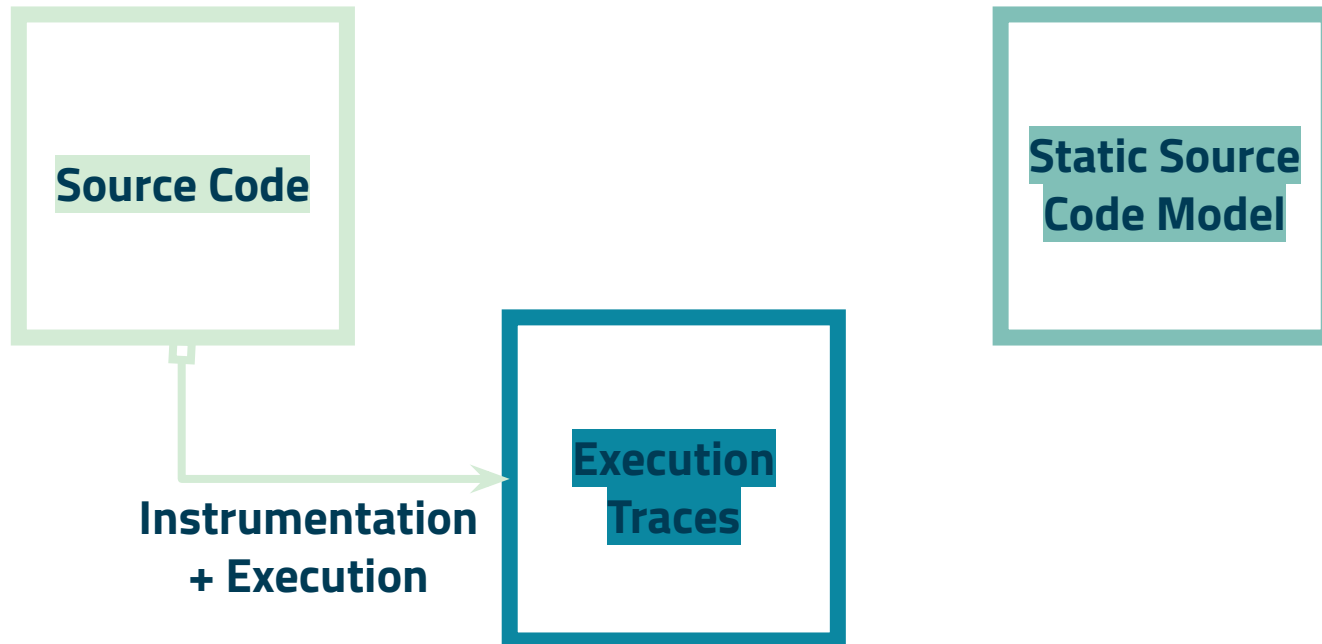 Source Code
Static Source
Code Model
Execution
Traces
Instrumentation
+ Execution